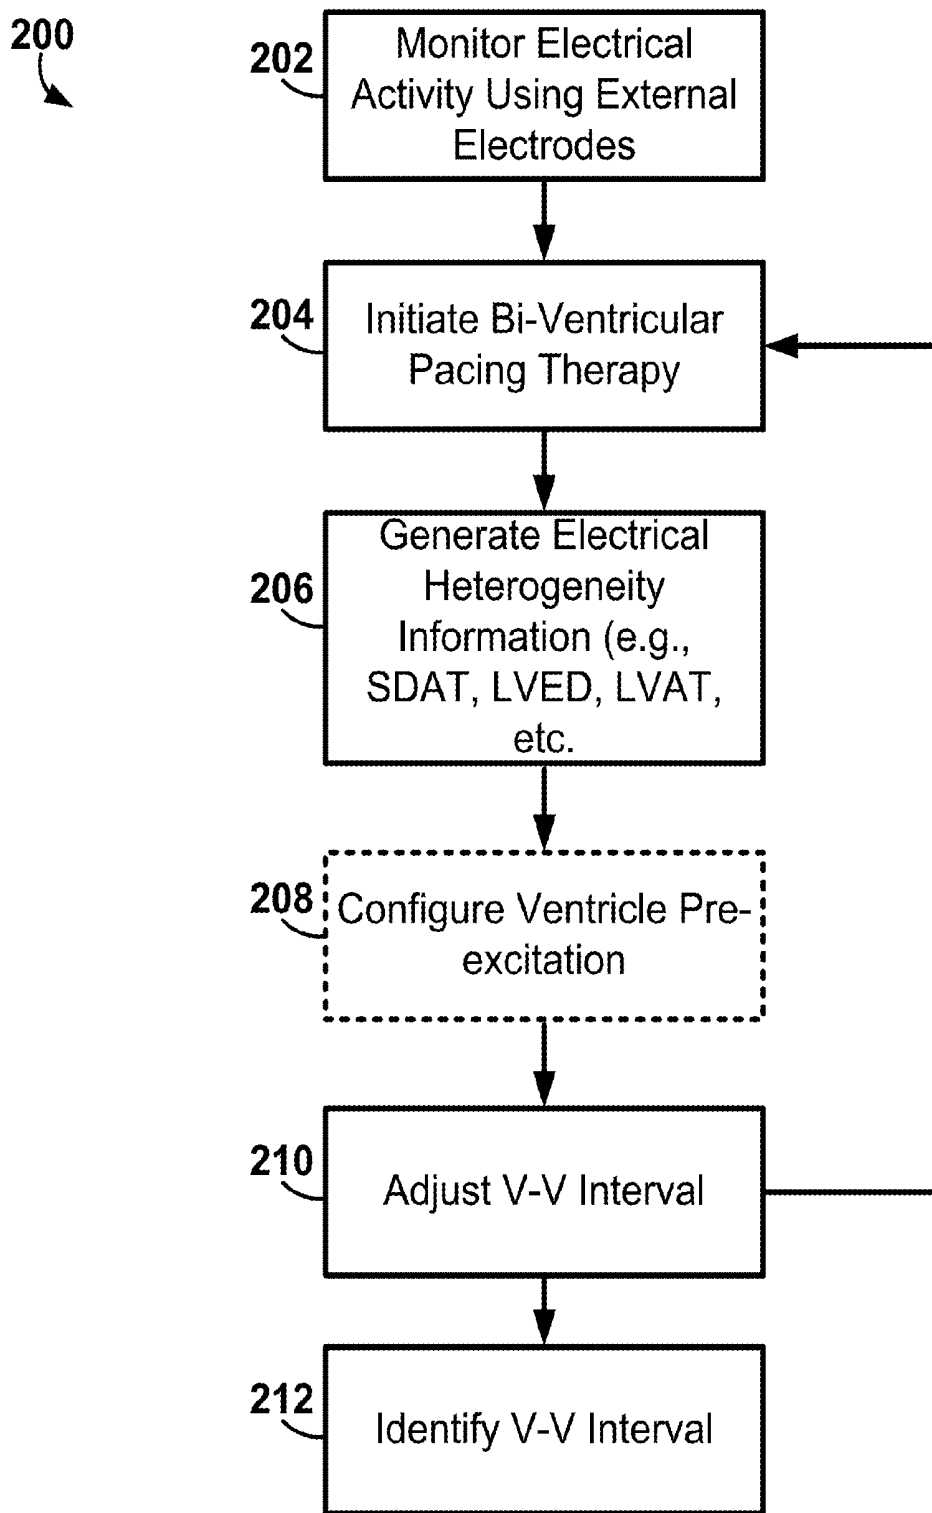 200
202
Monitor Electrical
Activity Using External
Electrodes
204
Initiate Bi-Ventricular
Pacing Therapy
206
Generate Electrical
Heterogeneity
Information (e.g.,
SDAT, LVED, LVAT,
etc.
208
Configure Ventricle Pre-
excitation
210
Adjust V-V Interval
212
Identify V-V Interval